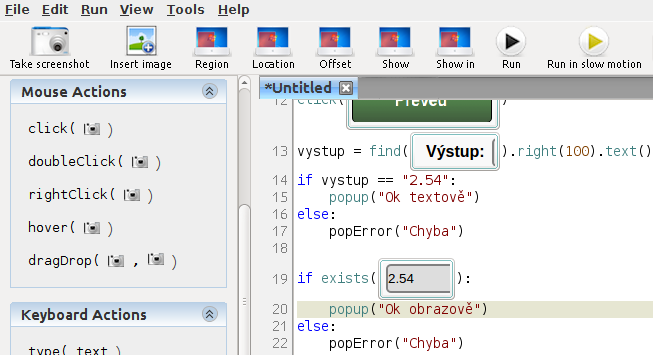 File Edit Run View Tools Help
Take screenshot Insert image Region Location Offset Show Show in Run Run in slow motion
Mouse Actions
click( )
doubleClick( )
rightClick( )
hover( )
dragDrop( , )
Keyboard Actions
type( text )
*Untitled
12 click( Převeď )
13 vystup = find( Výstup: ).right(100).text()
14 if vystup == "2.54":
15 popup("Ok textově")
16 else:
17 popError("Chyba")
18
19 if exists( 2.54 ):
20 popup("Ok obrazově")
21 else:
22 popError("Chyba")